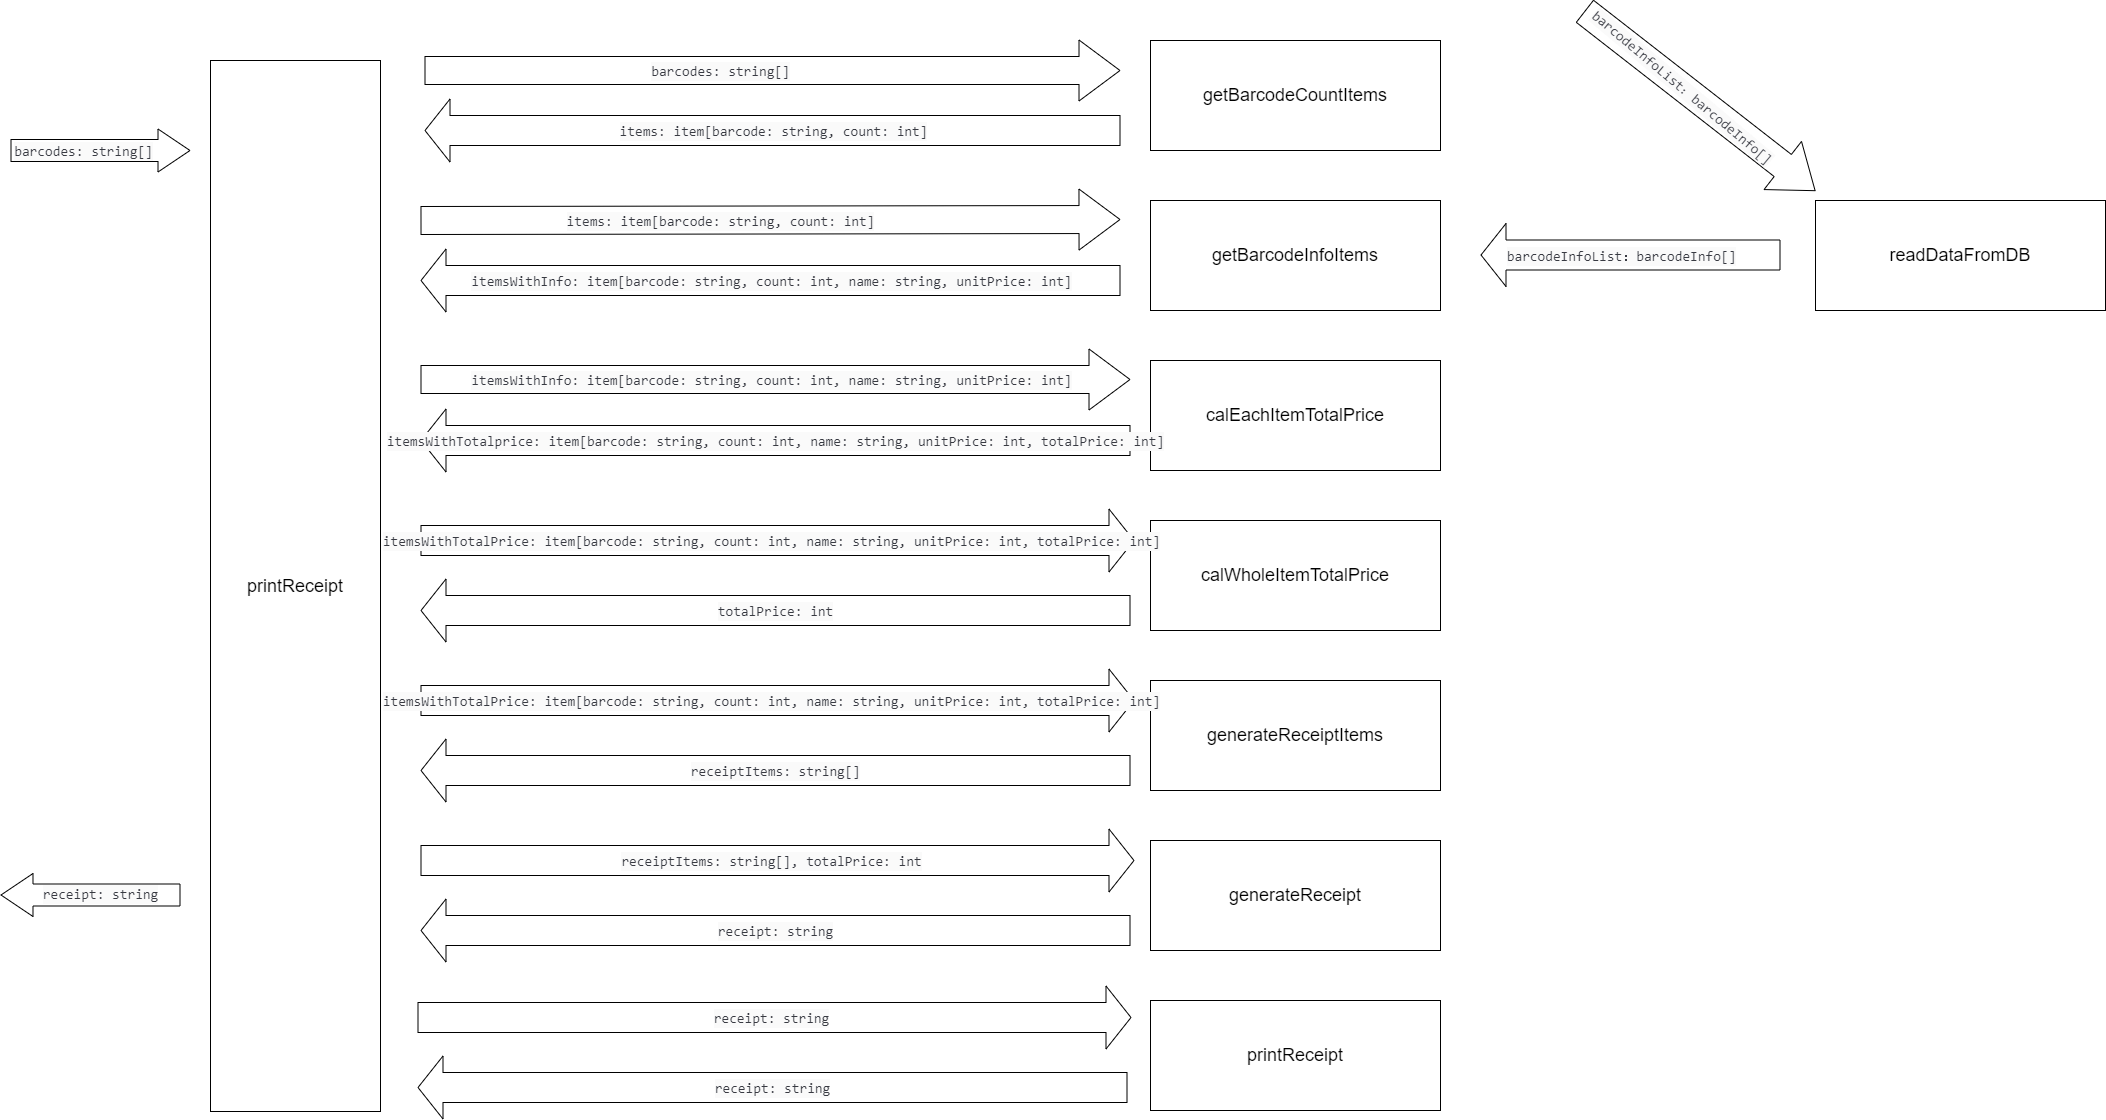 barcodes: string[]
printReceipt
receipt: string
barcodes: string[]
items: item[barcode: string, count: int]
getBarcodeCountItems
items: item[barcode: string, count: int]
itemsWithInfo: item[barcode: string, count: int, name: string, unitPrice: int]
getBarcodeInfoItems
barcodeInfoList: barcodeInfo[]
barcodeInfoList: barcodeInfo[]
readDataFromDB
itemsWithInfo: item[barcode: string, count: int, name: string, unitPrice: int]
itemsWithTotalprice: item[barcode: string, count: int, name: string, unitPrice: int, totalPrice: int]
calEachItemTotalPrice
itemsWithTotalPrice: item[barcode: string, count: int, name: string, unitPrice: int, totalPrice: int]
totalPrice: int
calWholeItemTotalPrice
itemsWithTotalPrice: item[barcode: string, count: int, name: string, unitPrice: int, totalPrice: int]
receiptItems: string[]
generateReceiptItems
receiptItems: string[], totalPrice: int
receipt: string
generateReceipt
receipt: string
receipt: string
printReceipt